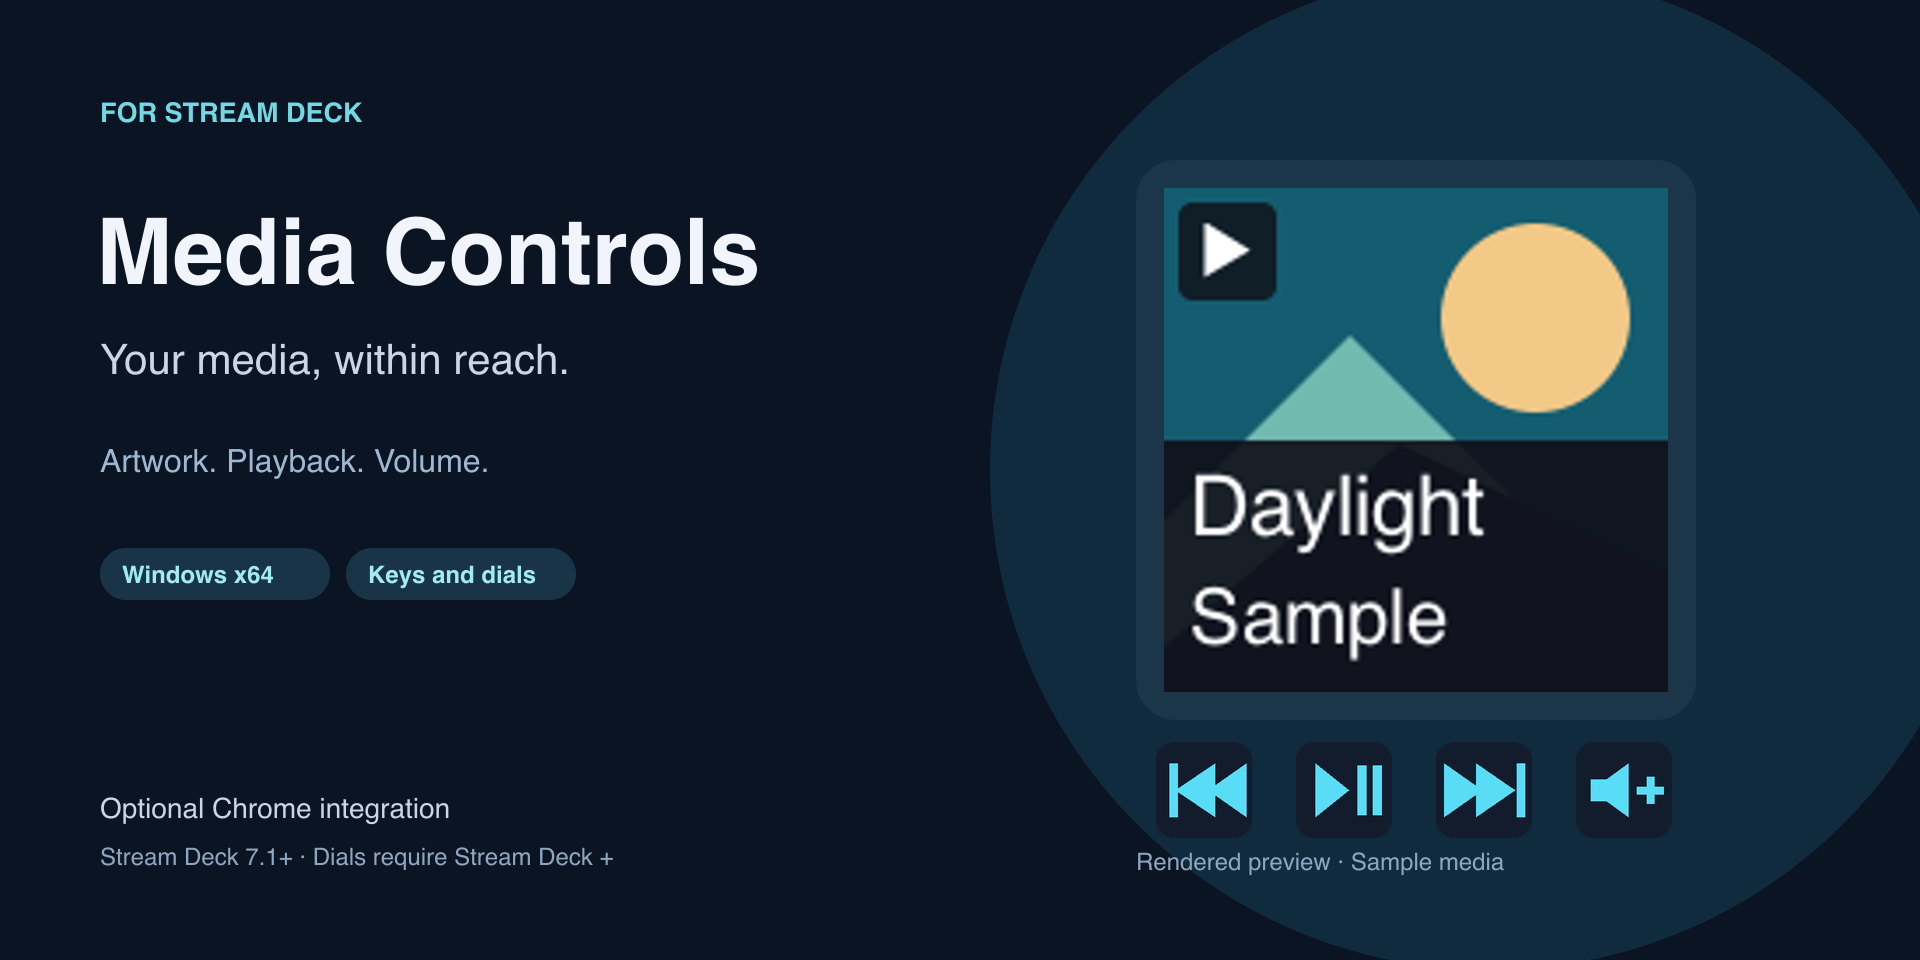 FOR STREAM DECK
Media Controls
Your media, within reach.
Artwork. Playback. Volume.
Windows x64
Keys and dials
Optional Chrome integration
Stream Deck 7.1+ · Dials require Stream Deck +
Daylight
Sample
Rendered preview · Sample media